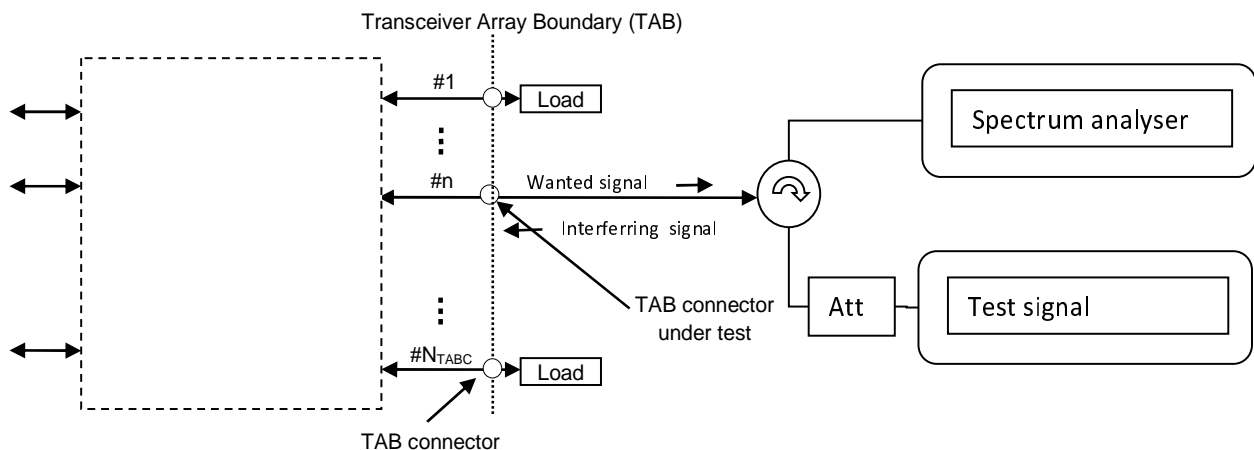 Transceiver Array Boundary (TAB)
#1
Load
Spectrum analyser
#n
Wanted signal
Interferring signal
TAB connector
under test
Att
Test signal
#NTABC
Load
TAB connector